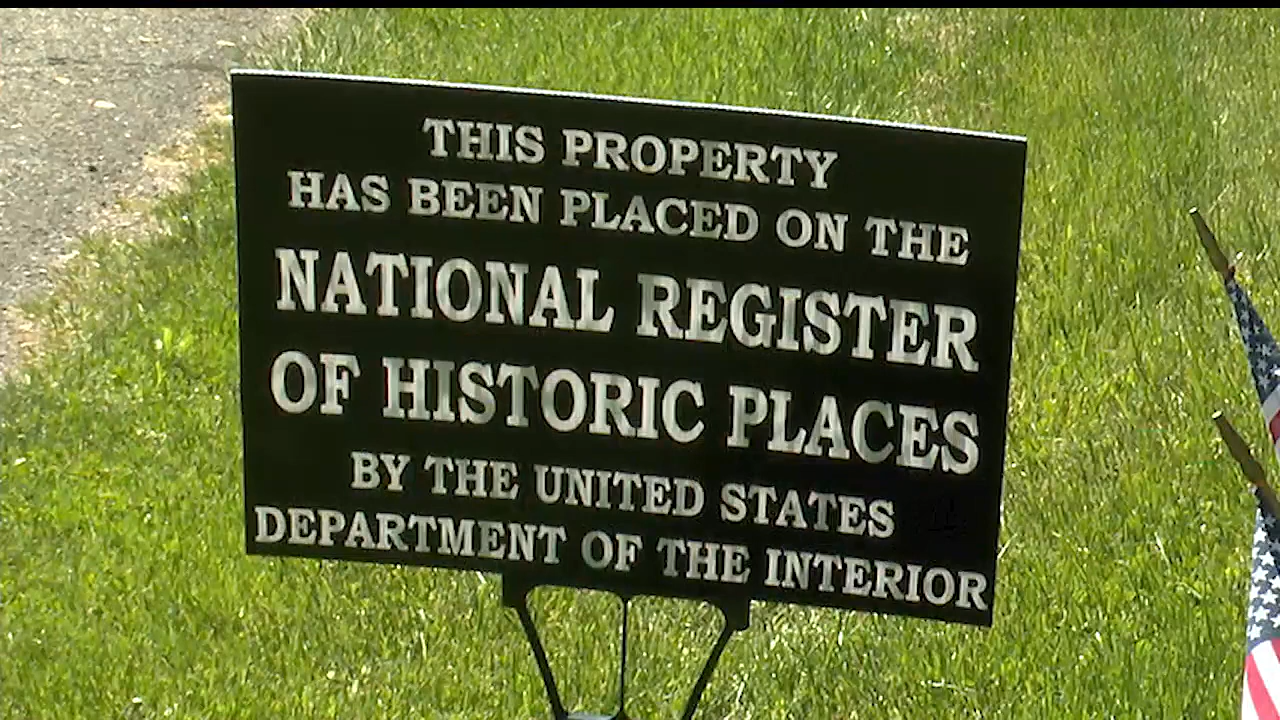 THIS PROPERTY
HAS BEEN PLACED ON THE
NATIONAL REGISTER
OF HISTORIC PLACES
BY THE UNITED STATES
DEPARTMENT OF THE INTERIOR